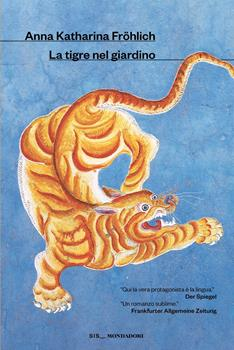 Anna Katharina Fröhlich
La tigre nel giardino
"Qui la vera protagonista è la lingua."
Der Spiegel
"Un romanzo sublime."
Frankfurter Allgemeine Zeitung
SIS__ MONDADORI